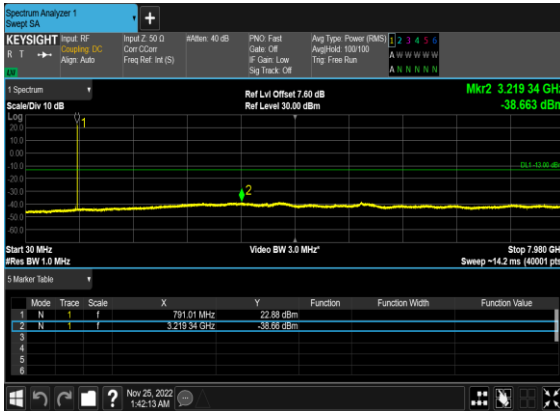 Spectrum Analyzer 1
Swept SA
KEYSIGHT Input: RF Input Z: 50 Ω #Atten: 40 dB PNO: Fast Avg Type: Power (RMS) 1 2 3 4 5 6
R T Coupling: DC Corr CCorr Gate: Off Avg|Hold: 100/100 A W W W W W
Align: Auto Freq Ref: Int (S) IF Gain: Low Trig: Free Run
LXI Sig Track: Off A N N N N N
1 Spectrum Ref Lvl Offset 7.60 dB Mkr2 3.219 34 GHz
Scale/Div 10 dB Ref Level 30.00 dBm -38.663 dBm
Log
20.0 1
10.0
0.00
-10.0 DL1 -13.00 dBm
-20.0
-30.0
-40.0 2
-50.0
-60.0
Start 30 MHz Video BW 3.0 MHz* Stop 7.980 GHz
#Res BW 1.0 MHz Sweep ~14.2 ms (40001 pts)
5 Marker Table
Mode Trace Scale X Y Function Function Width Function Value
1 N 1 f 791.01 MHz 22.88 dBm
2 N 1 f 3.219 34 GHz -38.66 dBm
3
4
5
6
Nov 25, 2022
1:42:13 AM